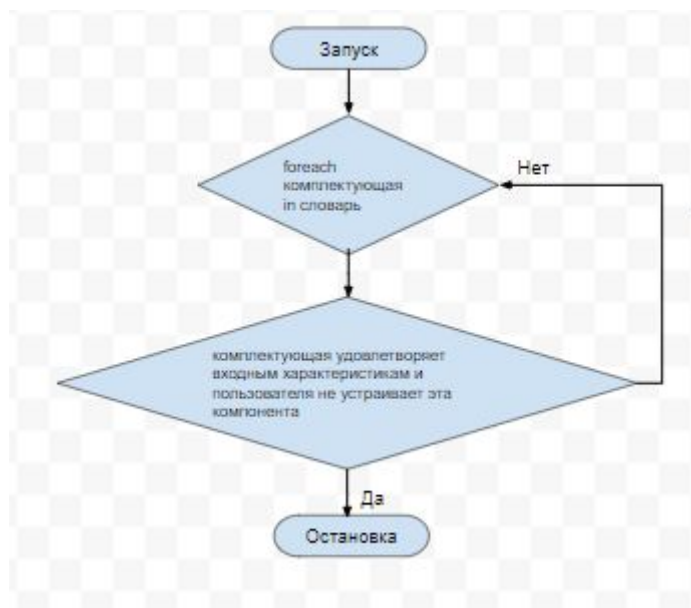 Запуск
foreach
комплектующая
in словарь
Нет
комплектующая удовлетворяет
входным характеристикам и
пользователя не устраивает эта
компонента
Да
Остановка